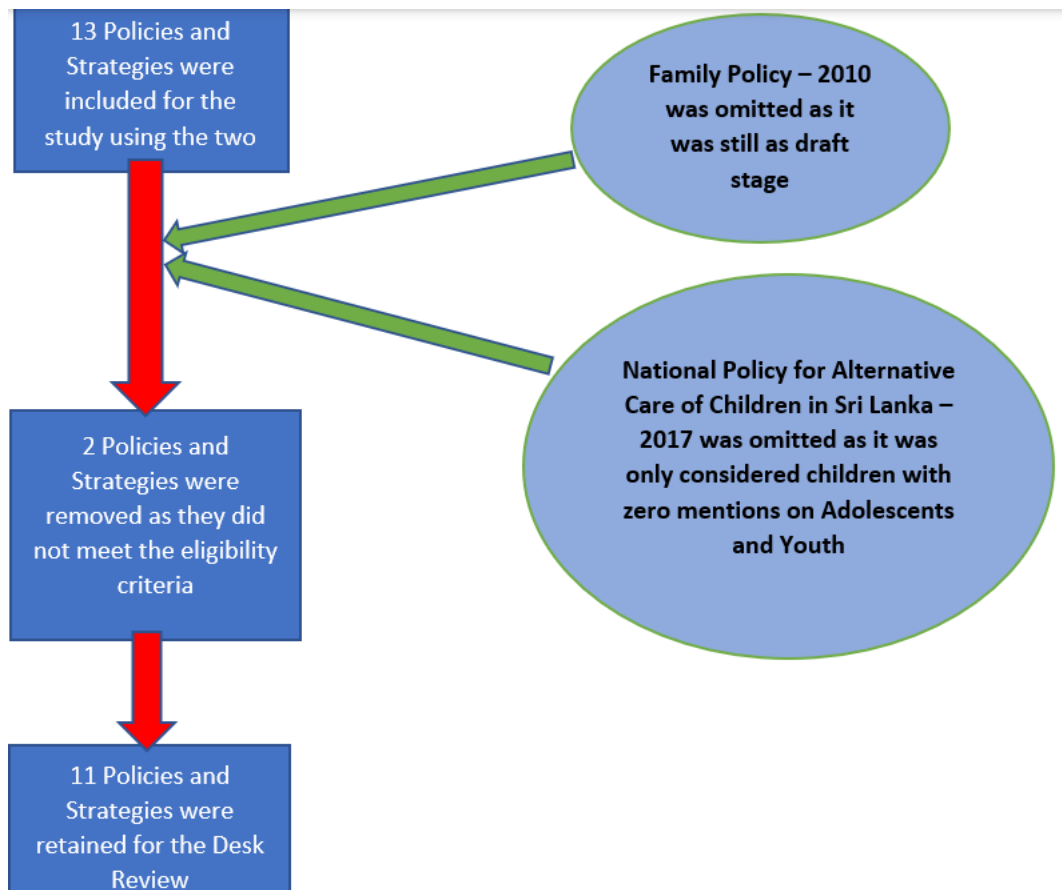 13 Policies and
Strategies were
included for the
study using the two
Family Policy – 2010
was omitted as it
was still as draft
stage
National Policy for Alternative
Care of Children in Sri Lanka –
2017 was omitted as it was
only considered children with
zero mentions on Adolescents
and Youth
2 Policies and
Strategies were
removed as they did
not meet the eligibility
criteria
11 Policies and
Strategies were
retained for the Desk
Review